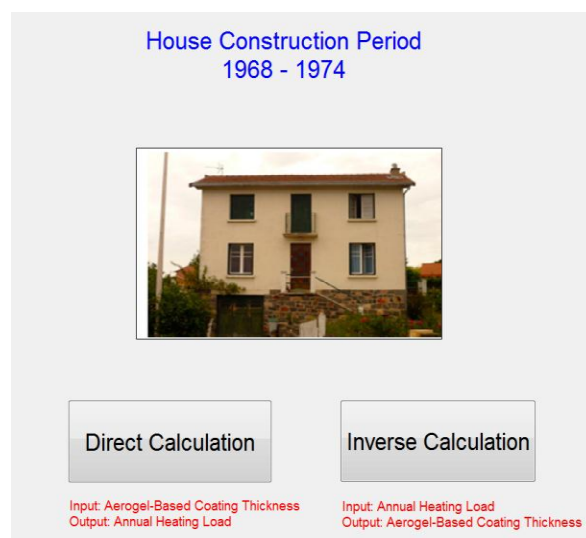 House Construction Period
1968 - 1974
Direct Calculation
Inverse Calculation
Input: Aerogel-Based Coating Thickness
Output: Annual Heating Load
Input: Annual Heating Load
Output: Aerogel-Based Coating Thickness